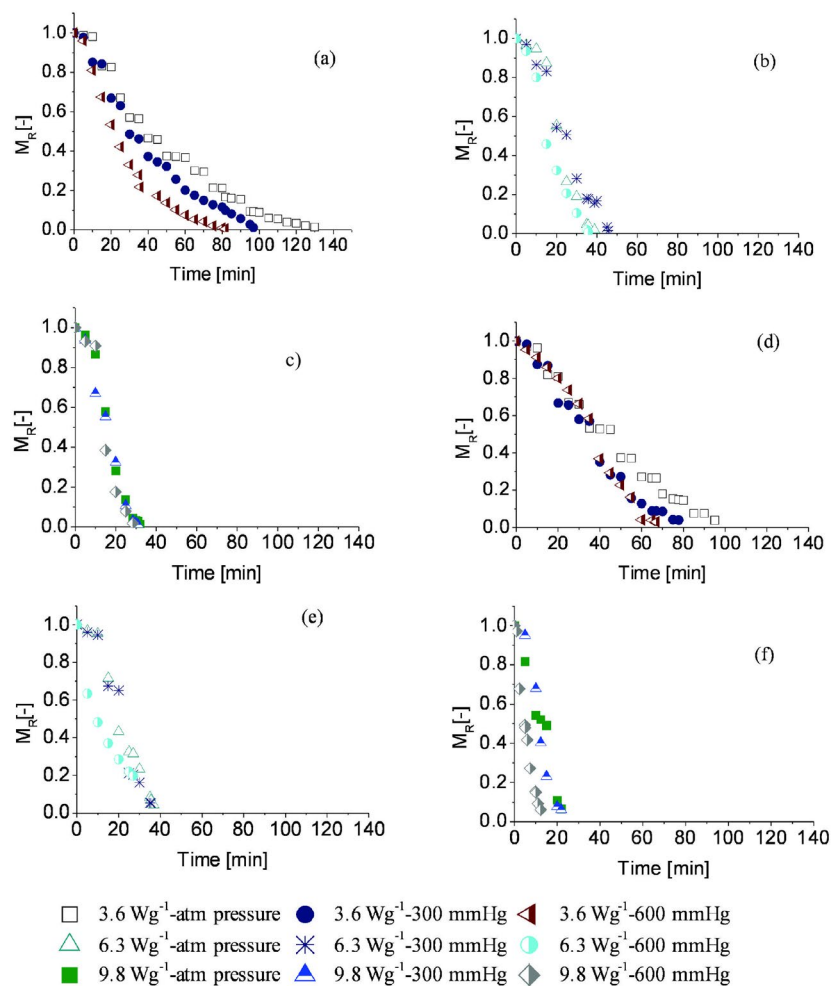 (a)
M_R[-]
1.0
0.8
0.6
0.4
0.2
0.0
0 20 40 60 80 100 120 140
Time [min]
(b)
M_R[-]
1.0
0.8
0.6
0.4
0.2
0.0
0 20 40 60 80 100 120 140
Time [min]
c)
M_R[-]
1.0
0.8
0.6
0.4
0.2
0.0
0 20 40 60 80 100 120 140
Time [min]
(d)
M_R[-]
1.0
0.8
0.6
0.4
0.2
0.0
0 20 40 60 80 100 120 140
Time [min]
(e)
M_R[-]
1.0
0.8
0.6
0.4
0.2
0.0
0 20 40 60 80 100 120 140
Time [min]
(f)
M_R[-]
1.0
0.8
0.6
0.4
0.2
0.0
0 20 40 60 80 100 120 140
Time [min]
3.6 Wg⁻¹-atm pressure 3.6 Wg⁻¹-300 mmHg 3.6 Wg⁻¹-600 mmHg
6.3 Wg⁻¹-atm pressure 6.3 Wg⁻¹-300 mmHg 6.3 Wg⁻¹-600 mmHg
9.8 Wg⁻¹-atm pressure 9.8 Wg⁻¹-300 mmHg 9.8 Wg⁻¹-600 mmHg